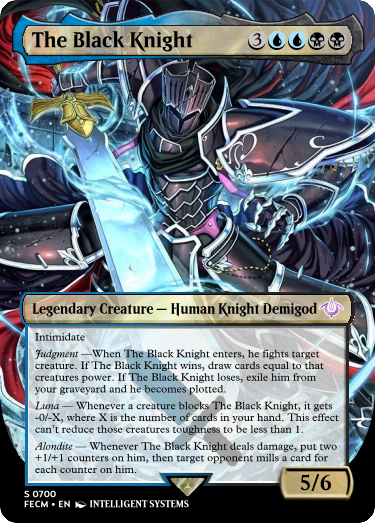 The Black Knight 3
Legendary Creature — Human Knight Demigod
Intimidate
Judgment —When The Black Knight enters, he fights target
creature. If The Black Knight wins, draw cards equal to that
creatures power. If The Black Knight loses, exile him from
your graveyard and he becomes plotted.
Luna — Whenever a creature blocks The Black Knight, it gets
-0/-X, where X is the number of cards in your hand. This effect
can't reduce those creatures toughness to be less than 1.
Alondite — Whenever The Black Knight deals damage, put two
+1/+1 counters on him, then target opponent mills a card for
each counter on him.
5/6
S 0700
FECM • EN INTELLIGENT SYSTEMS